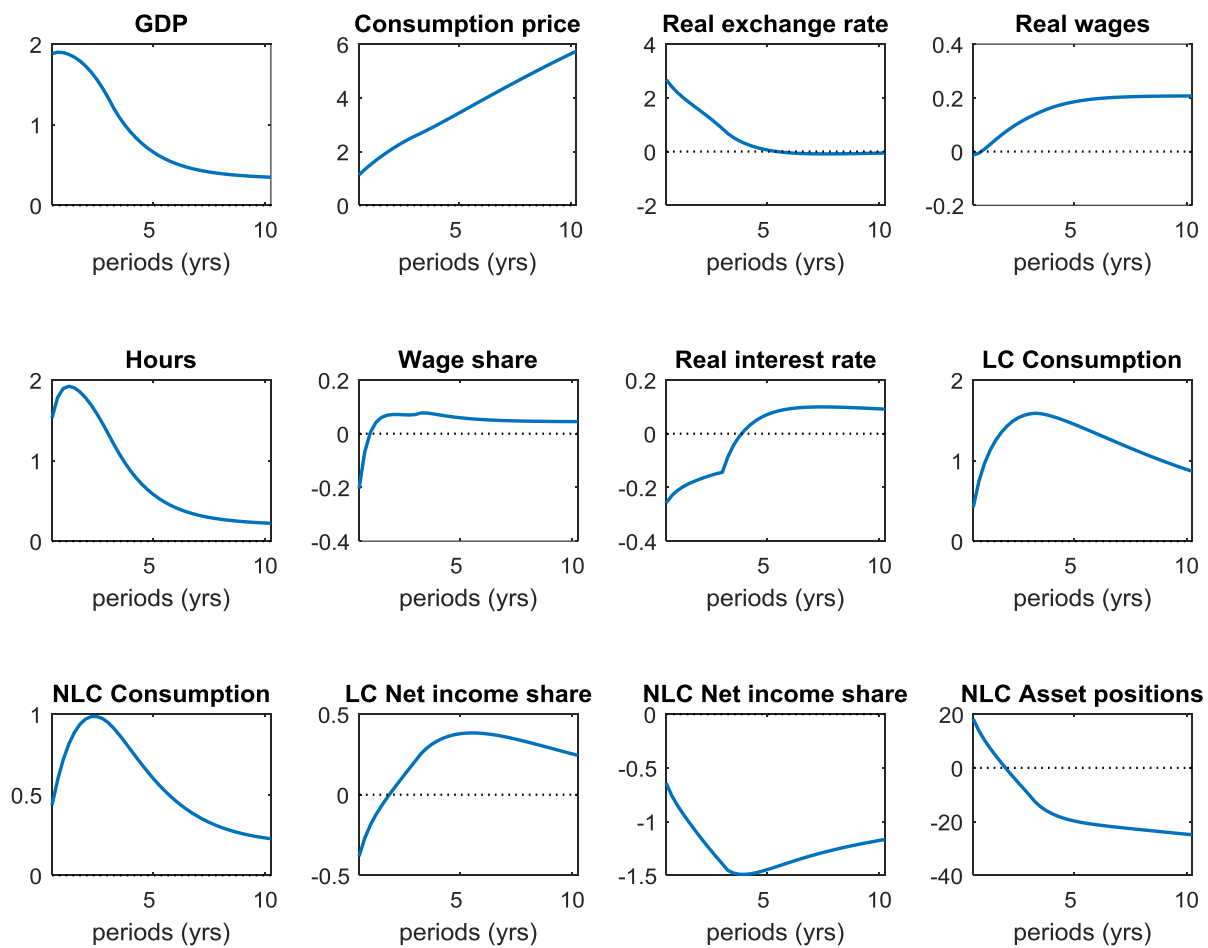 GDP
Consumption price
Real exchange rate
Real wages
2
1
0
5
10
periods (yrs)
6
4
2
0
5
10
periods (yrs)
4
2
0
-2
5
10
periods (yrs)
0.4
0.2
0
-0.2
5
10
periods (yrs)
Hours
Wage share
Real interest rate
LC Consumption
2
1
0
5
10
periods (yrs)
0.2
0
-0.2
-0.4
5
10
periods (yrs)
0.2
0
-0.2
-0.4
5
10
periods (yrs)
2
1
0
5
10
periods (yrs)
NLC Consumption
LC Net income share
NLC Net income share
NLC Asset positions
1
0.5
0
5
10
periods (yrs)
0.5
0
-0.5
5
10
periods (yrs)
0
-0.5
-1
-1.5
5
10
periods (yrs)
20
0
-20
-40
5
10
periods (yrs)